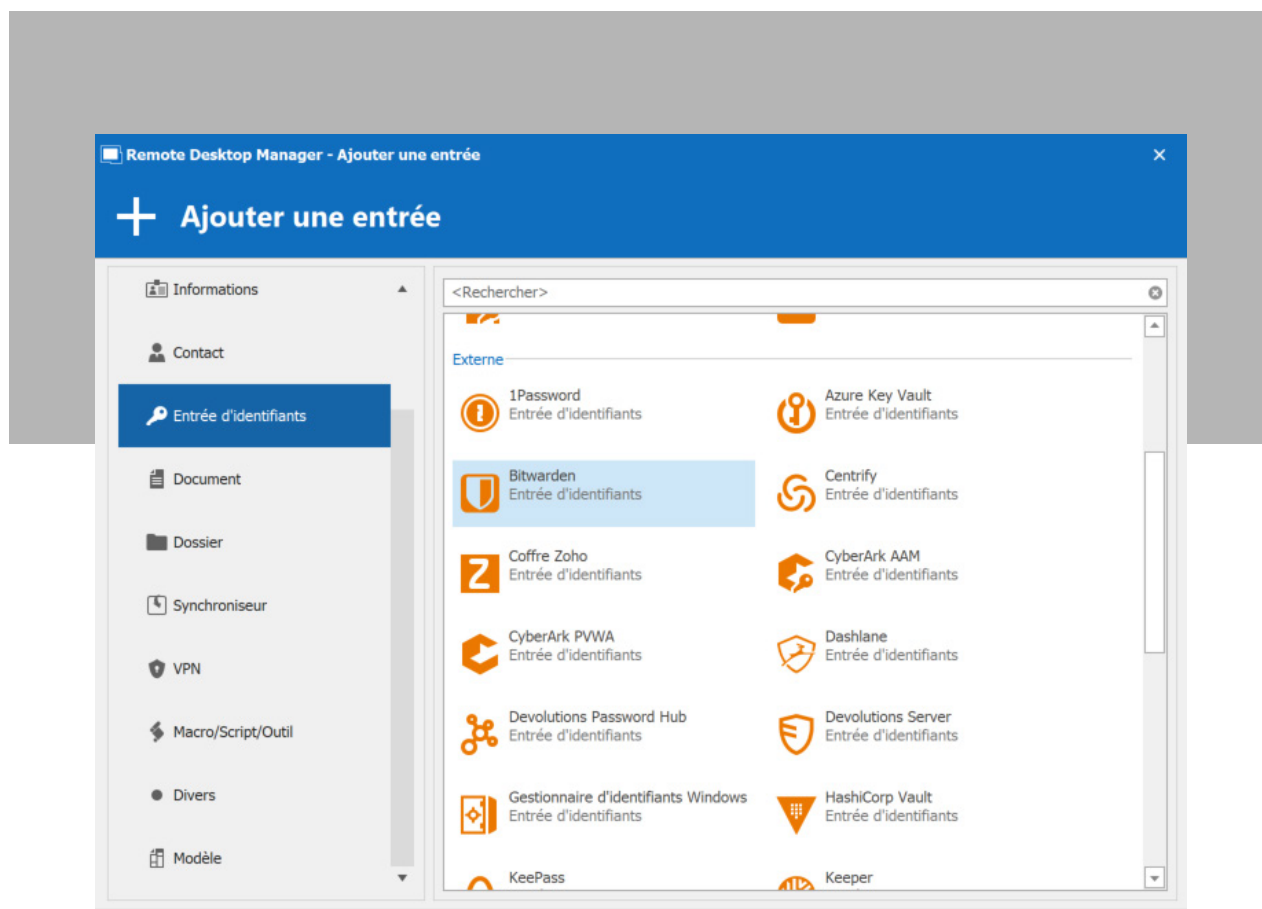 Remote Desktop Manager - Ajouter une entrée
Ajouter une entrée
Informations
Contact
Entrée d'identifiants
Document
Dossier
Synchroniseur
VPN
Macro/Script/Outil
Divers
Modèle
<Rechercher>
Externe
1Password
Entrée d'identifiants
Azure Key Vault
Entrée d'identifiants
Bitwarden
Entrée d'identifiants
Centrify
Entrée d'identifiants
Coffre Zoho
Entrée d'identifiants
CyberArk AAM
Entrée d'identifiants
CyberArk PVWA
Entrée d'identifiants
Dashlane
Entrée d'identifiants
Devolutions Password Hub
Entrée d'identifiants
Devolutions Server
Entrée d'identifiants
Gestionnaire d'identifiants Windows
Entrée d'identifiants
HashiCorp Vault
Entrée d'identifiants
KeePass
Keeper